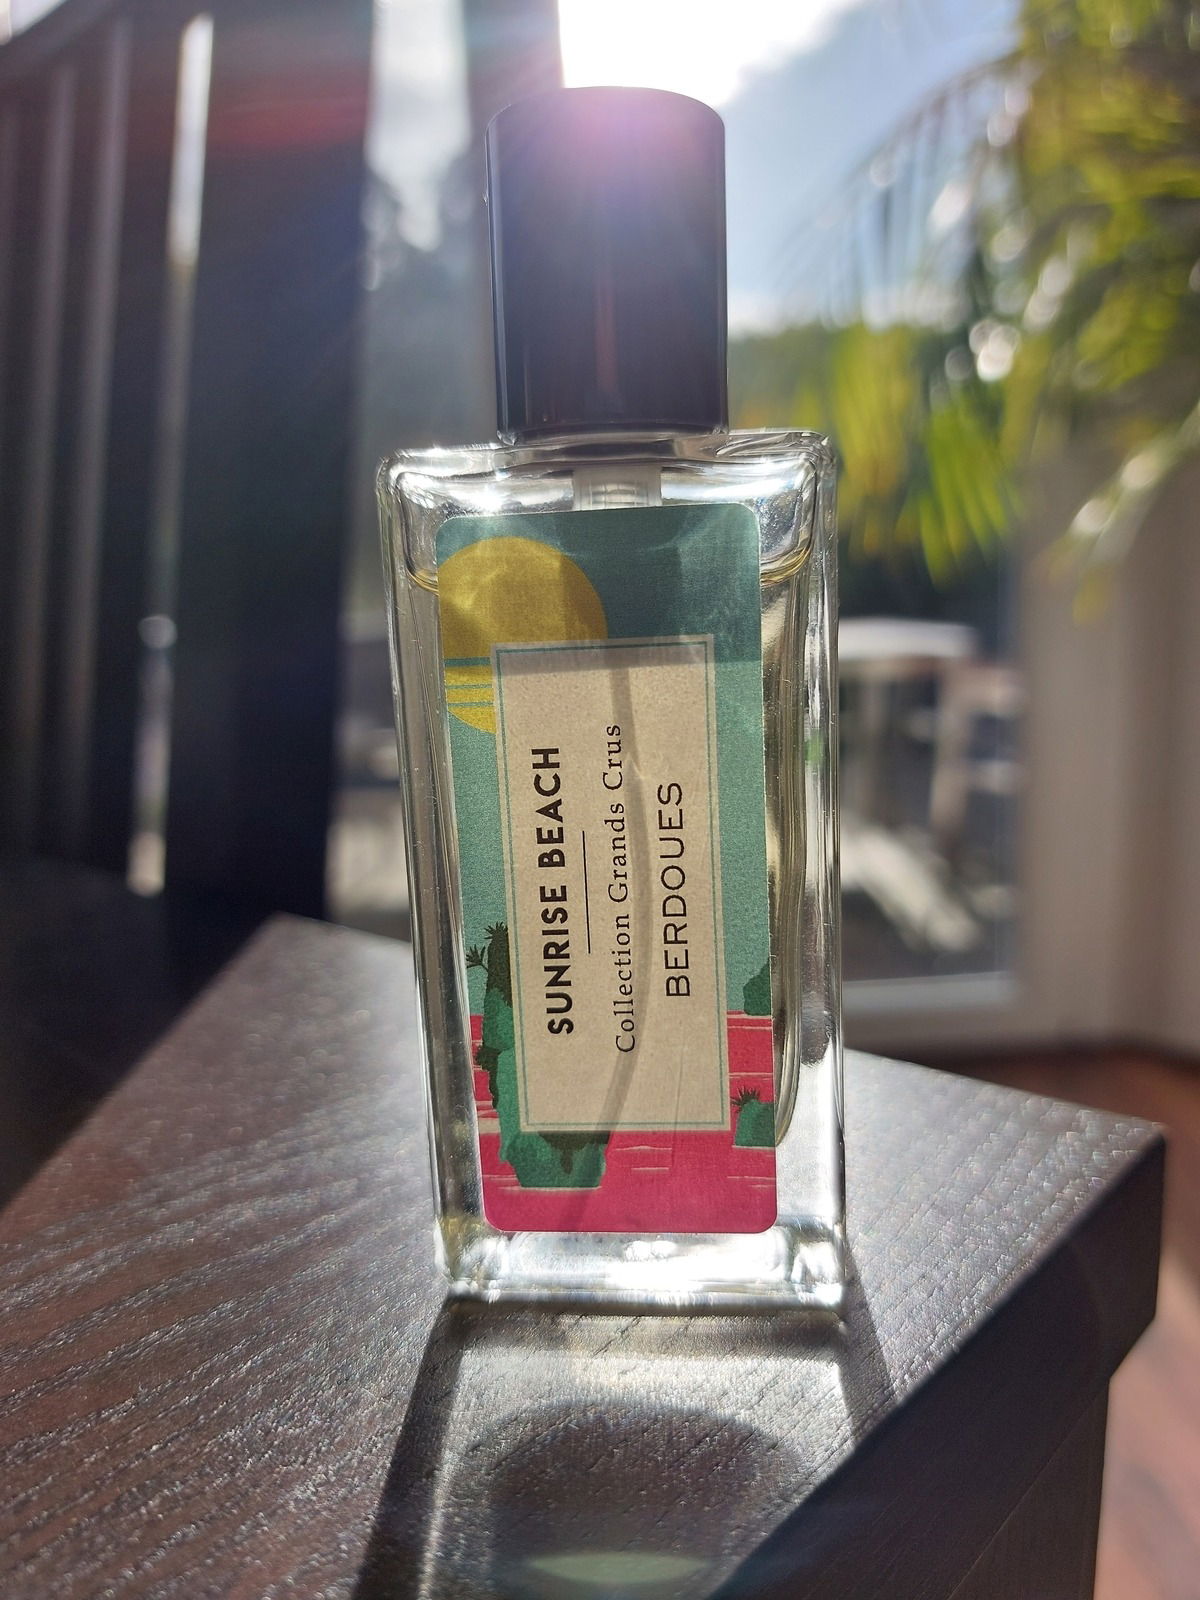 SUNRISE BEACH
Collection Grands Crus
BERDOUES